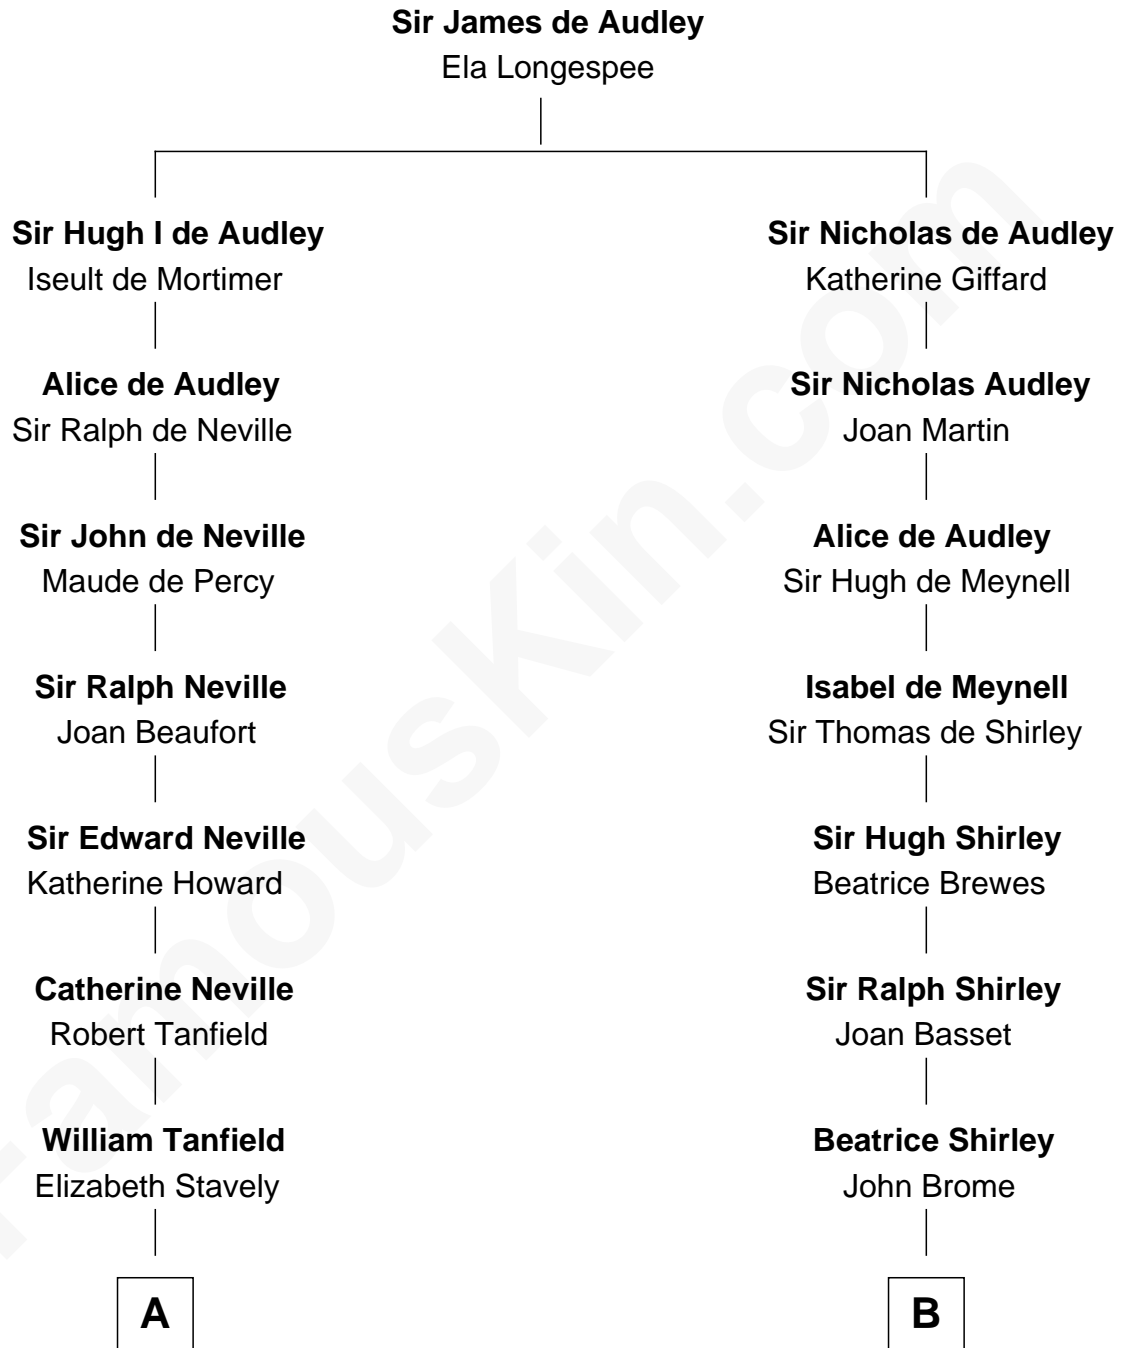 Sir James de Audley
Ela Longespee
Sir Hugh I de Audley
Iseult de Mortimer
Alice de Audley
Sir Ralph de Neville
Sir John de Neville
Maude de Percy
Sir Ralph Neville
Joan Beaufort
Sir Edward Neville
Katherine Howard
Catherine Neville
Robert Tanfield
William Tanfield
Elizabeth Stavely
A
Sir Nicholas de Audley
Katherine Giffard
Sir Nicholas Audley
Joan Martin
Alice de Audley
Sir Hugh de Meynell
Isabel de Meynell
Sir Thomas de Shirley
Sir Hugh Shirley
Beatrice Brewes
Sir Ralph Shirley
Joan Basset
Beatrice Shirley
John Brome
B
FamousKin.com